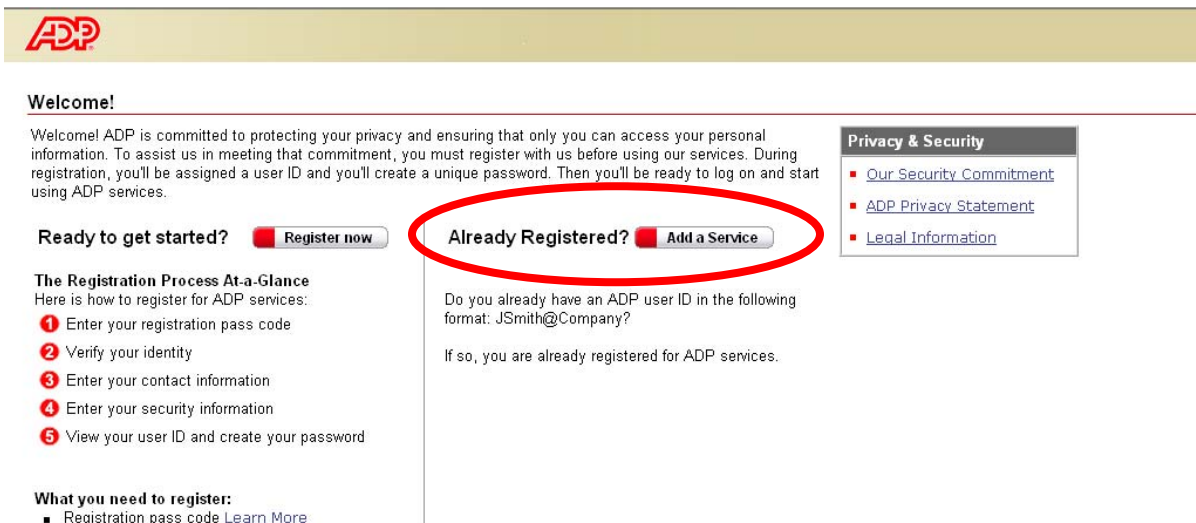 ADP
Welcome!
Welcome! ADP is committed to protecting your privacy and ensuring that only you can access your personal
information. To assist us in meeting that commitment, you must register with us before using our services. During
registration, you'll be assigned a user ID and you'll create a unique password. Then you'll be ready to log on and start
using ADP services.
Ready to get started? Register now
The Registration Process At-a-Glance
Here is how to register for ADP services:
1 Enter your registration pass code
2 Verify your identity
3 Enter your contact information
4 Enter your security information
5 View your user ID and create your password
What you need to register:
Registration pass code Learn More
Already Registered? Add a Service
Do you already have an ADP user ID in the following
format: JSmith@Company?
If so, you are already registered for ADP services.
Privacy & Security
Our Security Commitment
ADP Privacy Statement
Legal Information